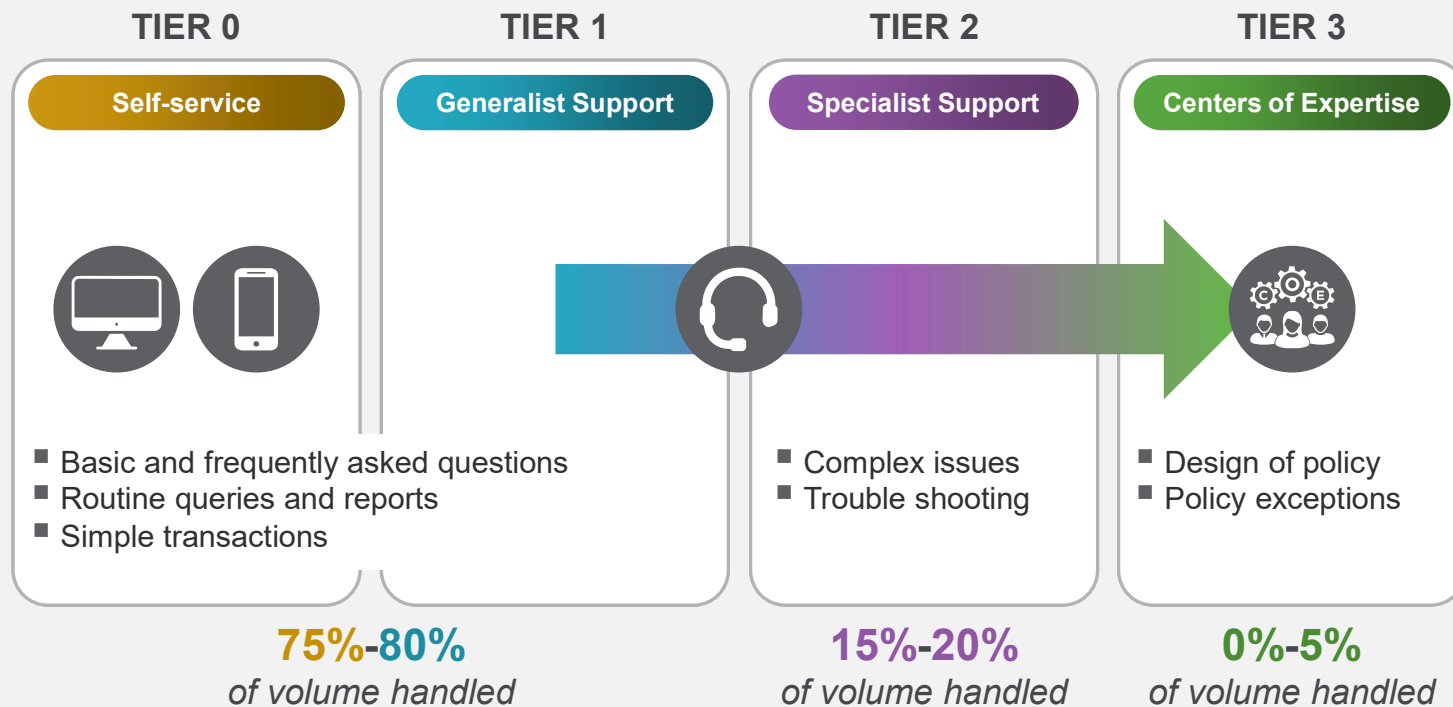 TIER 0
TIER 1
TIER 2
TIER 3
Self-service
Generalist Support
Specialist Support
Centers of Expertise
C O E
■ Basic and frequently asked questions
■ Routine queries and reports
■ Simple transactions
■ Complex issues
■ Trouble shooting
■ Design of policy
■ Policy exceptions
75%-80%
of volume handled
15%-20%
of volume handled
0%-5%
of volume handled